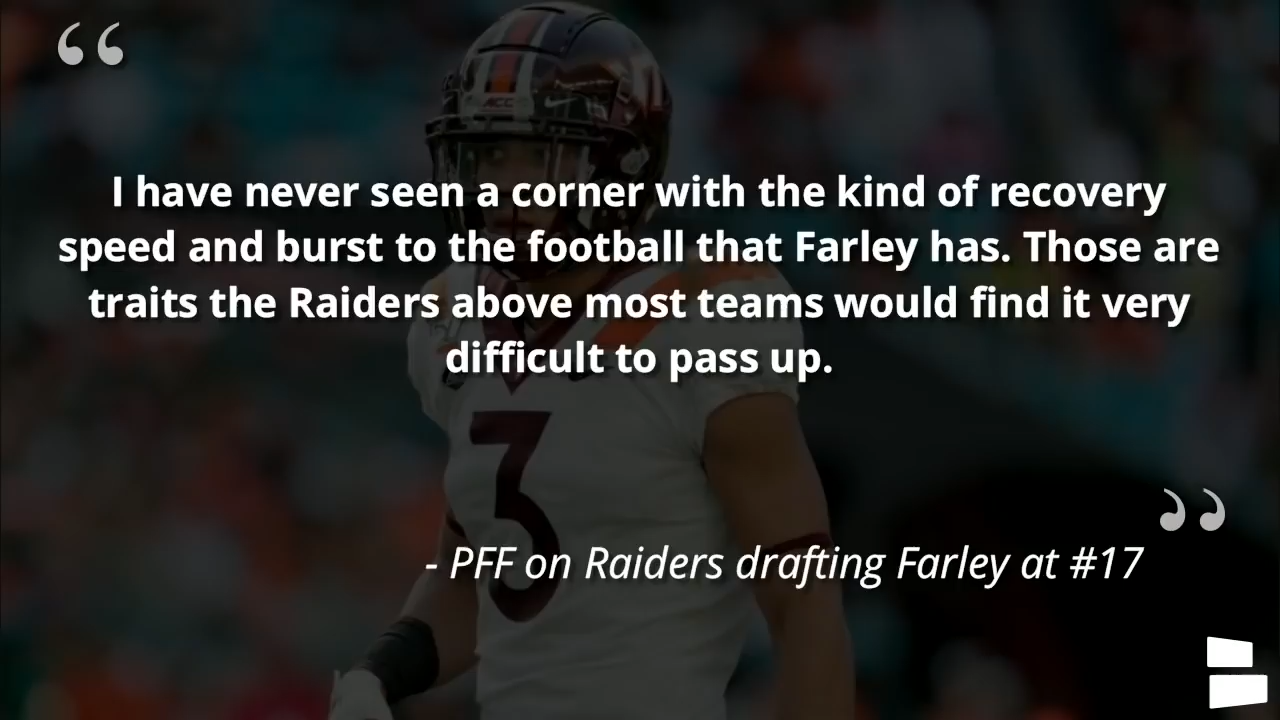 “
I have never seen a corner with the kind of recovery
speed and burst to the football that Farley has. Those are
traits the Raiders above most teams would find it very
difficult to pass up.
”
- PFF on Raiders drafting Farley at #17
ACC
3